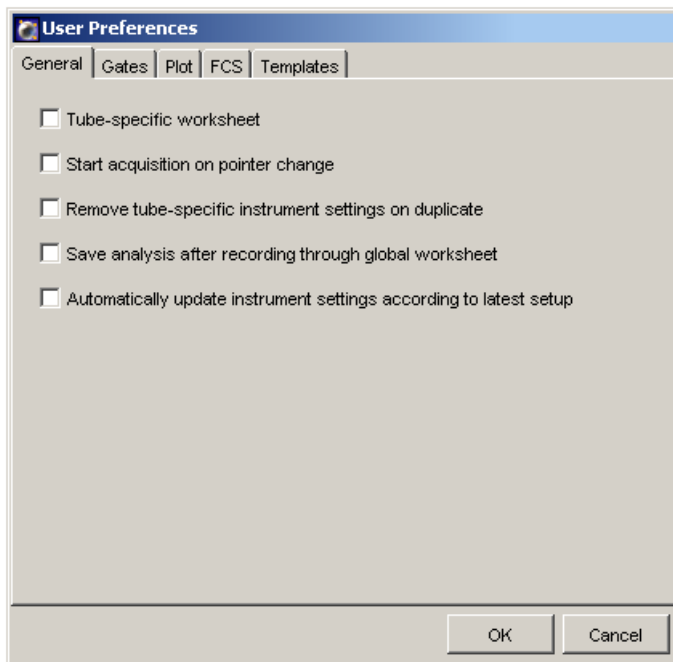 User Preferences
General Gates Plot FCS Templates
Tube-specific worksheet
Start acquisition on pointer change
Remove tube-specific instrument settings on duplicate
Save analysis after recording through global worksheet
Automatically update instrument settings according to latest setup
OK Cancel